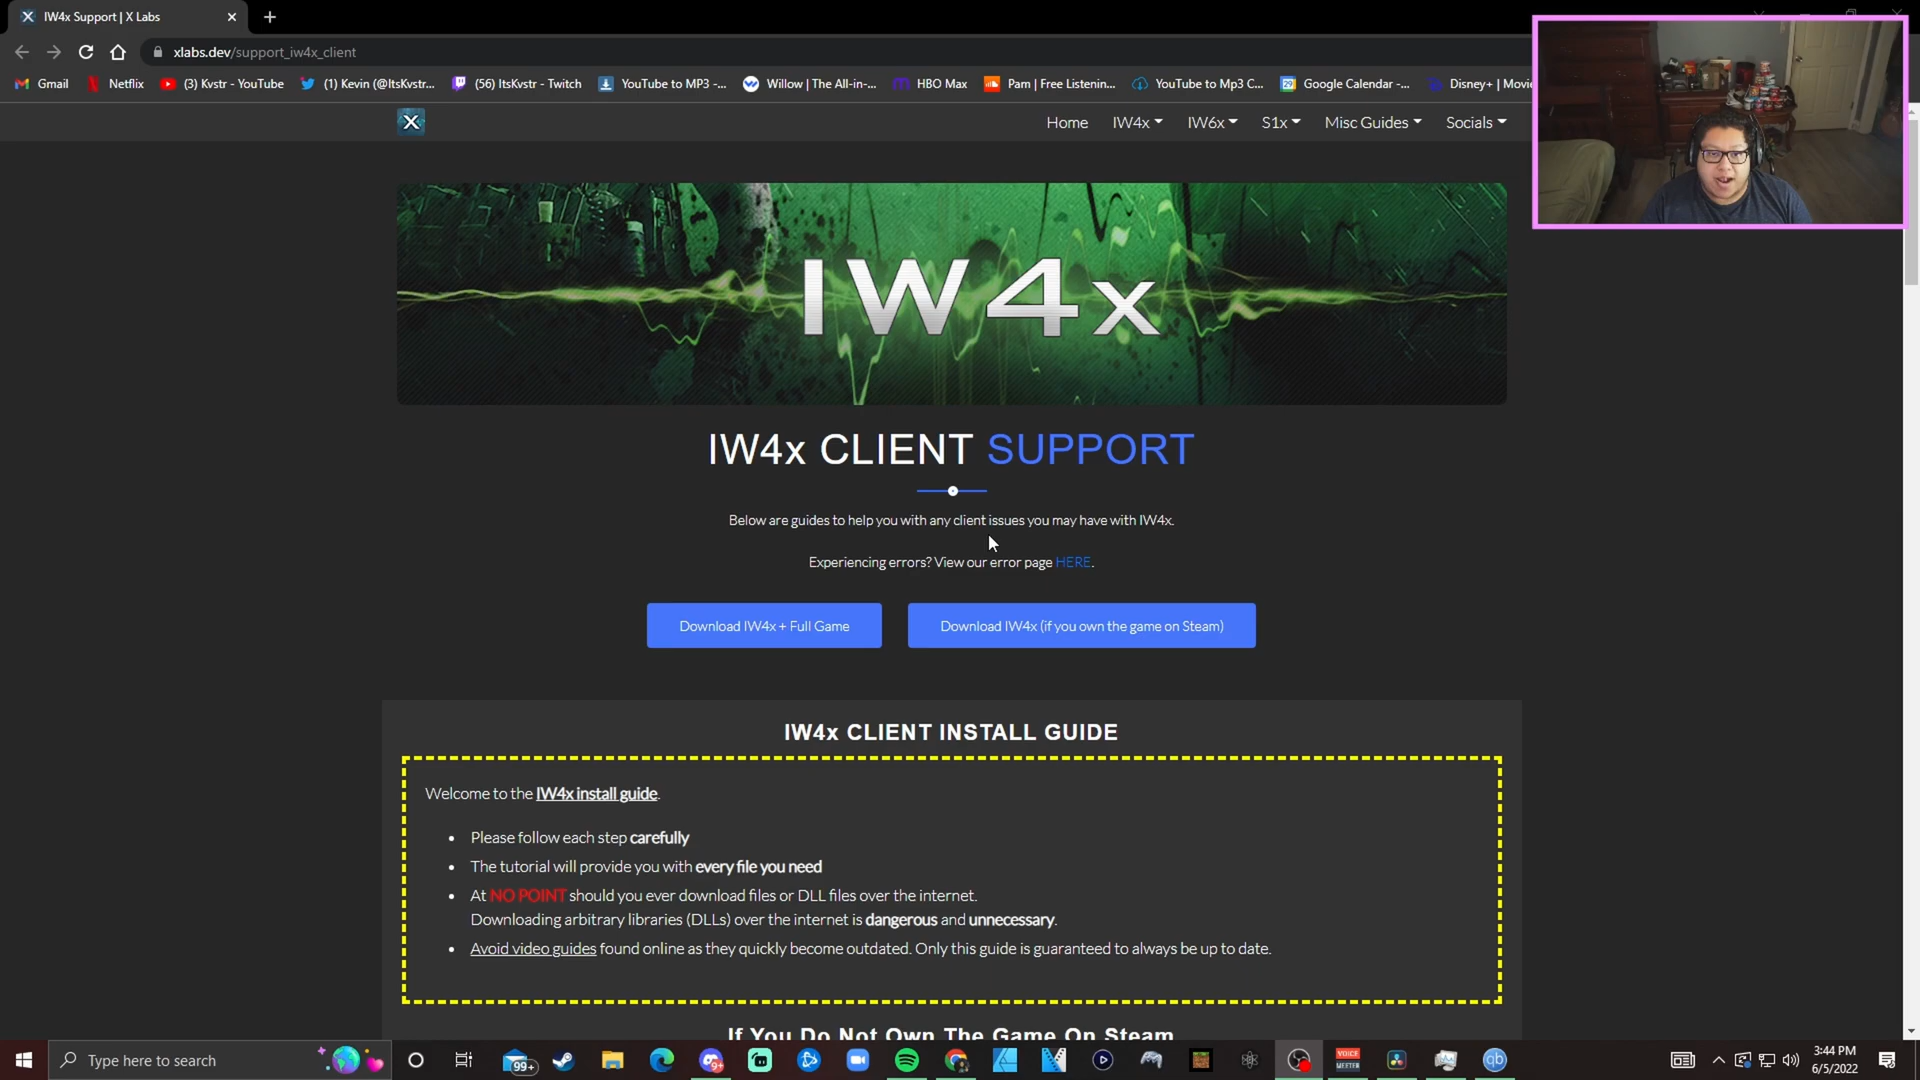 IW4x Support | X Labs
xlabs.dev/support_iw4x_client
Gmail
Netflix
(3) Kvstr - YouTube
(1) Kevin (@ItsKvstr...
(56) ItsKvstr - Twitch
YouTube to MP3 -...
Willow | The All-in-...
HBO Max
Pam | Free Listenin...
YouTube to Mp3 C...
Google Calendar -...
Disney+ | Movi
X
Home
IW4x
IW6x
S1x
Misc Guides
Socials
IW4x
IW4x CLIENT SUPPORT
Below are guides to help you with any client issues you may have with IW4x.
Experiencing errors? View our error page HERE.
Download IW4x + Full Game
Download IW4x (if you own the game on Steam)
IW4x CLIENT INSTALL GUIDE
Welcome to the IW4x install guide.
• Please follow each step carefully
• The tutorial will provide you with every file you need
• At NO POINT should you ever download files or DLL files over the internet.
Downloading arbitrary libraries (DLLs) over the internet is dangerous and unnecessary.
• Avoid video guides found online as they quickly become outdated. Only this guide is guaranteed to always be up to date.
If You Do Not Own The Game On Steam
Type here to search
99+
9+
VOICE
MEETER
qb
3:44 PM
6/5/2022